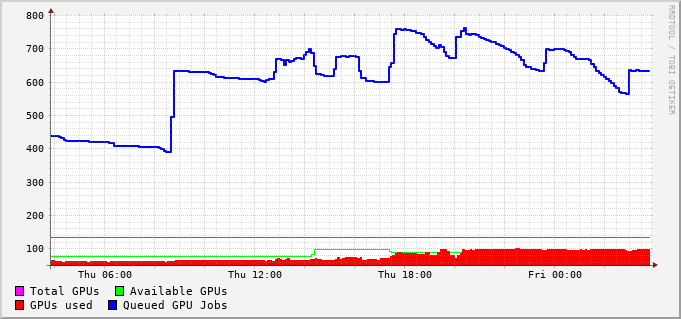 800
700
600
500
400
300
200
100
Thu 06:00 Thu 12:00 Thu 18:00 Fri 00:00
Total GPUs Available GPUs
GPUs used Queued GPU Jobs
RRDTOOL / TOBI OETIKER